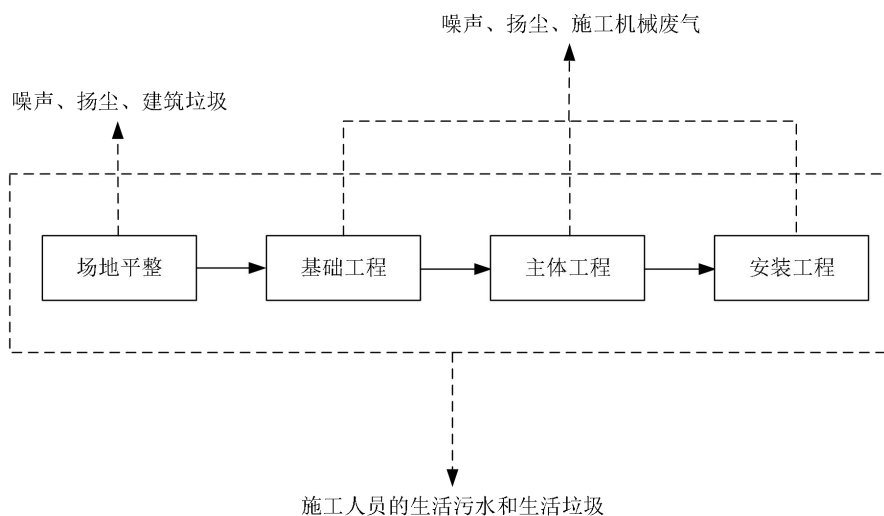 噪声、扬尘、施工机械废气
噪声、扬尘、建筑垃圾
场地平整
基础工程
主体工程
安装工程
施工人员的生活污水和生活垃圾